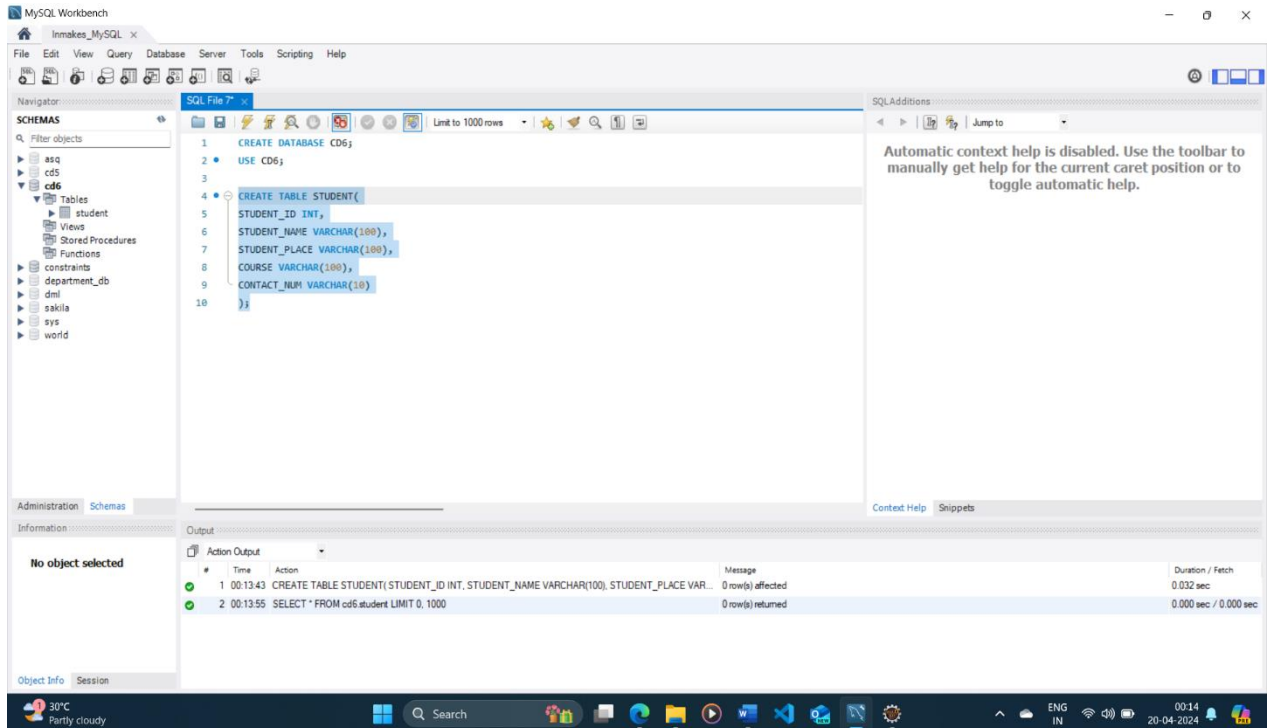 MySQL Workbench
Inmakes_MySQL ×
File Edit View Query Database Server Tools Scripting Help
Navigator
SCHEMAS
Filter objects
asq
cd5
cd6
Tables
student
Views
Stored Procedures
Functions
constraints
department_db
dml
sakila
sys
world
Administration Schemas
Information
No object selected
Object Info Session
SQL File 7* ×
Limit to 1000 rows
1 CREATE DATABASE CD6;
2 USE CD6;
3
4 CREATE TABLE STUDENT(
5 STUDENT_ID INT,
6 STUDENT_NAME VARCHAR(100),
7 STUDENT_PLACE VARCHAR(100),
8 COURSE VARCHAR(100),
9 CONTACT_NUM VARCHAR(10)
10 );
SQLAdditions
Jump to
Automatic context help is disabled. Use the toolbar to
manually get help for the current caret position or to
toggle automatic help.
Context Help Snippets
Output
Action Output
# Time Action Message Duration / Fetch
1 00:13:43 CREATE TABLE STUDENT( STUDENT_ID INT, STUDENT_NAME VARCHAR(100), STUDENT_PLACE VAR... 0 row(s) affected 0.032 sec
2 00:13:55 SELECT * FROM cd6.student LIMIT 0, 1000 0 row(s) returned 0.000 sec / 0.000 sec
1
30°C
Partly cloudy
Search
ENG
IN
00:14
20-04-2024